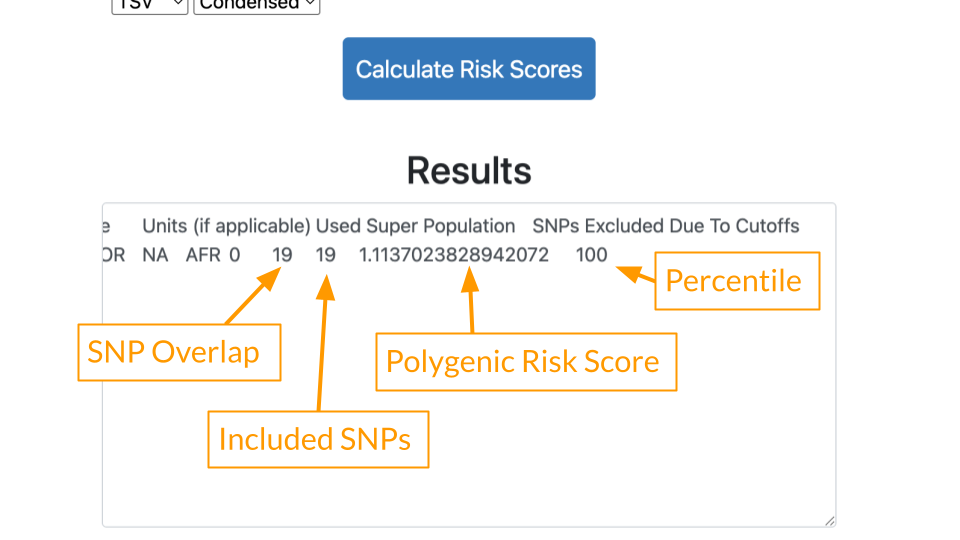 TSV Condensed
Calculate Risk Scores
Results
e Units (if applicable) Used Super Population SNPs Excluded Due To Cutoffs
OR NA AFR 0 19 19 1.1137023828942072 100
Percentile
SNP Overlap
Polygenic Risk Score
Included SNPs